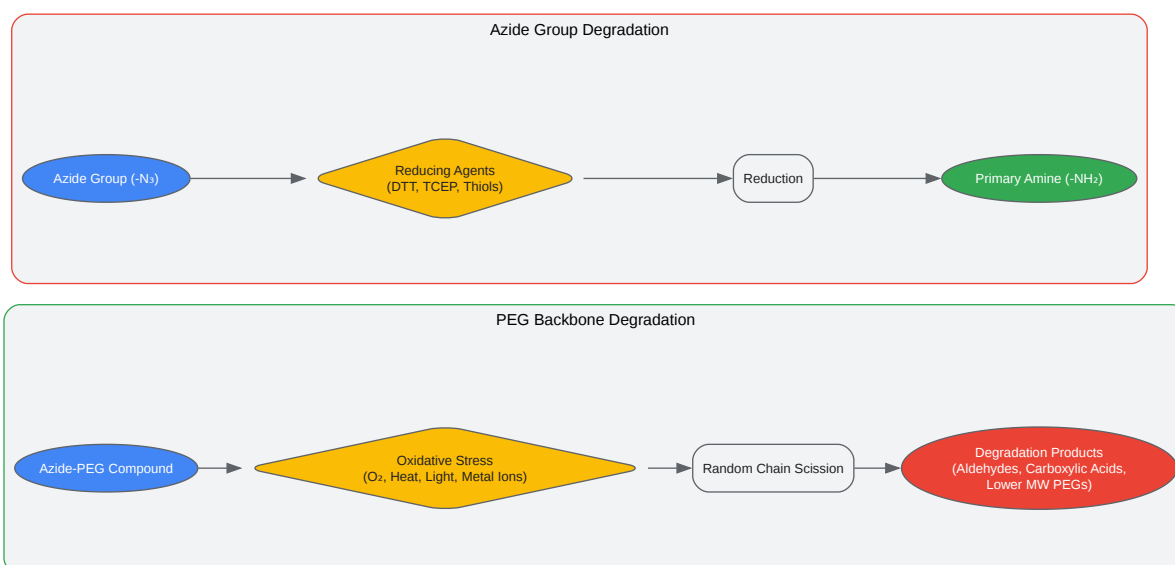 Azide Group Degradation
Azide Group (-N₃)
Reducing Agents
(DTT, TCEP, Thiols)
Reduction
Primary Amine (-NH₂)
PEG Backbone Degradation
Azide-PEG Compound
Oxidative Stress
(O₂, Heat, Light, Metal Ions)
Random Chain Scission
Degradation Products
(Aldehydes, Carboxylic Acids,
Lower MW PEGs)